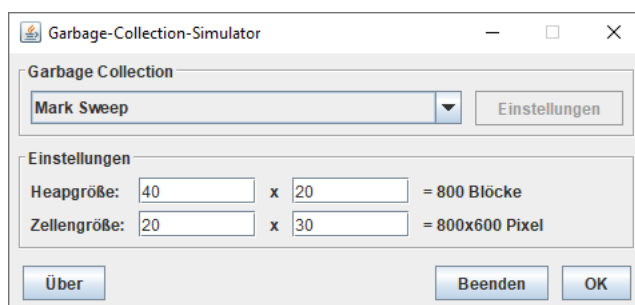 Garbage-Collection-Simulator
Garbage Collection
Mark Sweep Einstellungen
Einstellungen
Heapgröße: 40 x 20 = 800 Blöcke
Zellengröße: 20 x 30 = 800x600 Pixel
Über Beenden OK